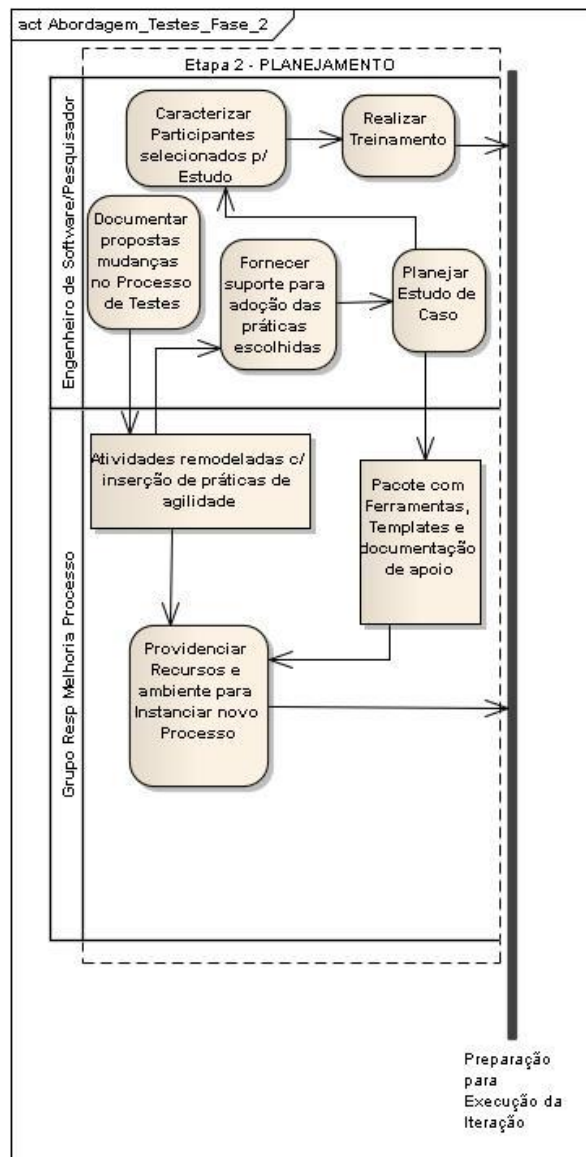 act Abordagem_Testes_Fase_2
Etapa 2 - PLANEJAMENTO
Engenheiro de Software/Pesquisador
Caracterizar
Participantes
selecionados p/
Estudo
Realizar
Treinamento
Documentar
propostas
mudanças
no Processo
de Testes
Fornecer
suporte para
adoção das
práticas
escolhidas
Planejar
Estudo de
Caso
Grupo Resp Melhoria Processo
Atividades remodeladas c/
inserção de práticas de
agilidade
Pacote com
Ferramentas,
Templates e
documentação
de apoio
Providenciar
Recursos e
ambiente para
Instanciar novo
Processo
Preparação
para
Execução da
Iteração